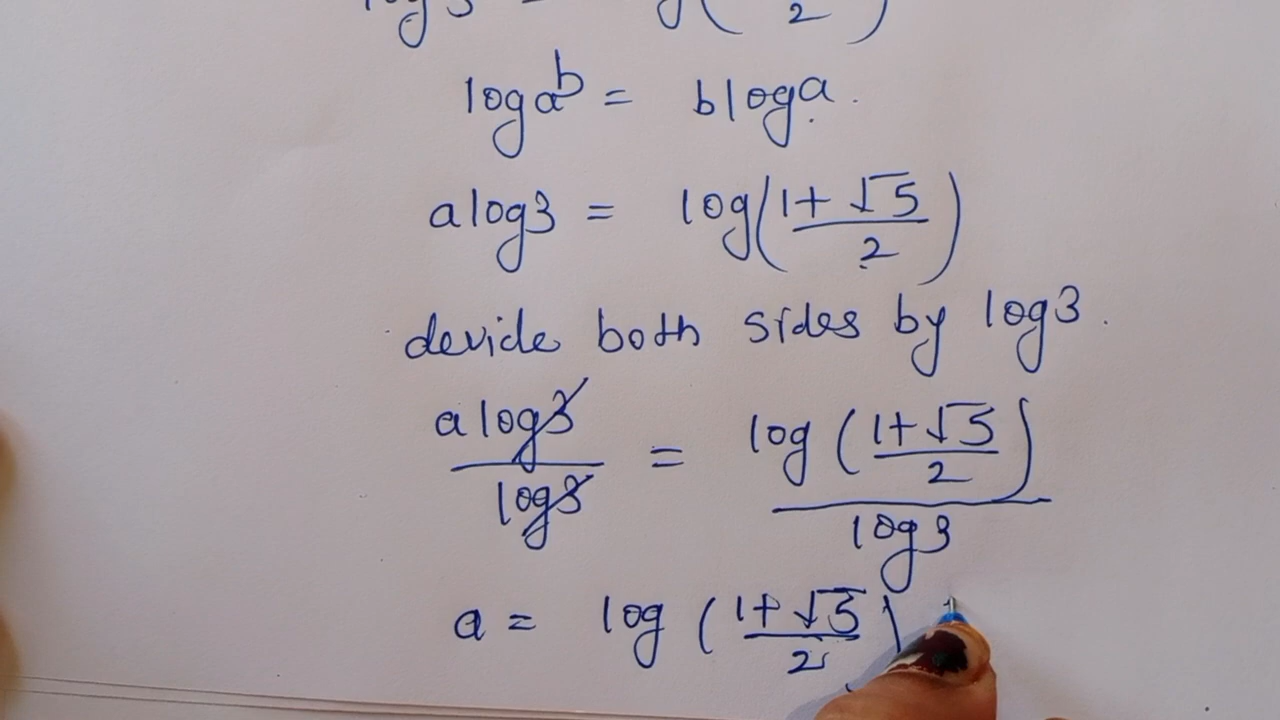 log a^b = b log a.
a log 3 = log(1+√5/2)
devide both sides by log 3.
a log 3/log 3 = log(1+√5/2)/log 3
a = log(1+√5/2)